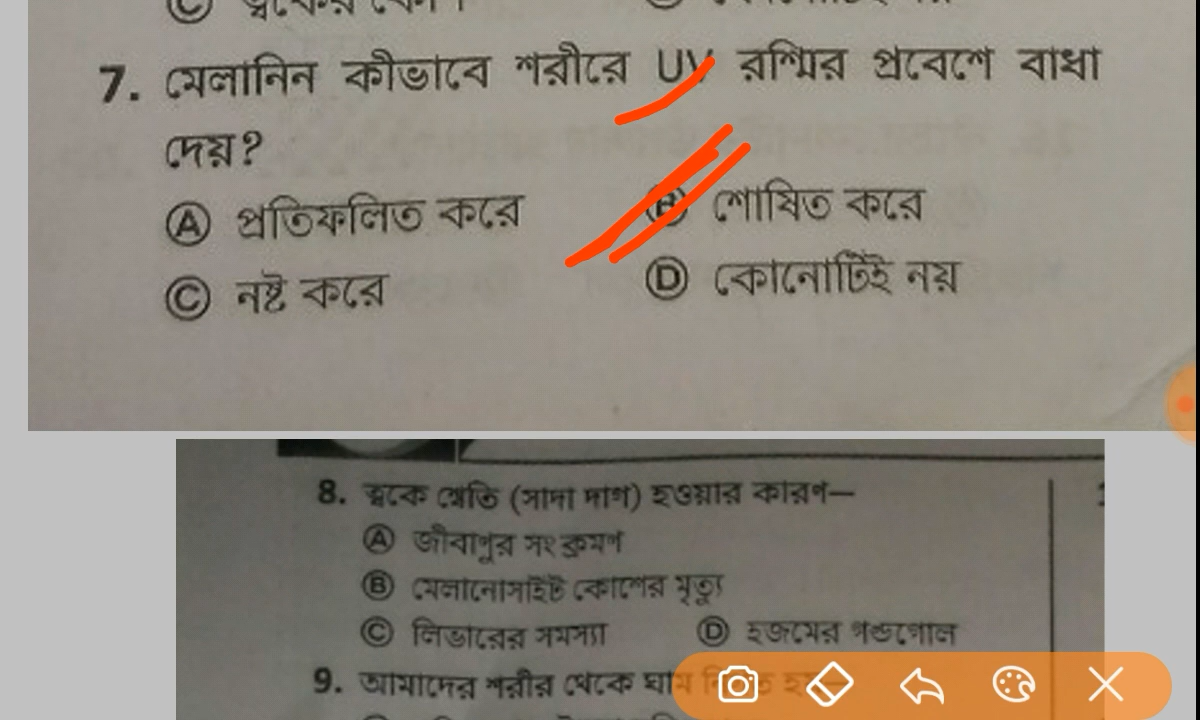 7. মেলানিন কীভাবে শরীরে UV রশ্মির প্রবেশে বাধা
দেয়?
Ⓐ প্রতিফলিত করে Ⓑ শোষিত করে
Ⓒ নষ্ট করে Ⓓ কোনোটিই নয়
8. ত্বকে শ্বেতি (সাদা দাগ) হওয়ার কারণ—
Ⓐ জীবাণুর সংক্রমণ
Ⓑ মেলানোসাইট কোশের মৃত্যু
Ⓒ লিভারের সমস্যা Ⓓ হজমের গণ্ডগোল
9. আমাদের শরীর থেকে ঘাম